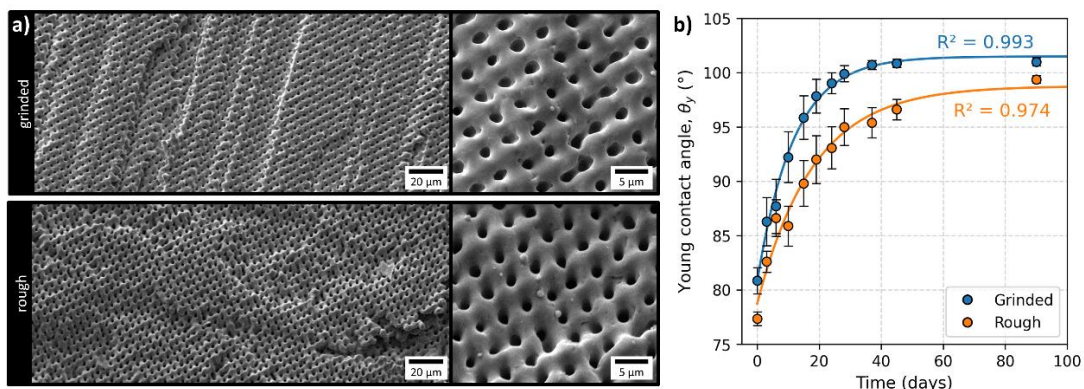 a)
grinded
20 µm
5 µm
rough
20 µm
5 µm
b)
105
100
95
90
85
80
75
Young contact angle, θy (°)
R² = 0.993
R² = 0.974
Grinded
Rough
0
20
40
60
80
100
Time (days)